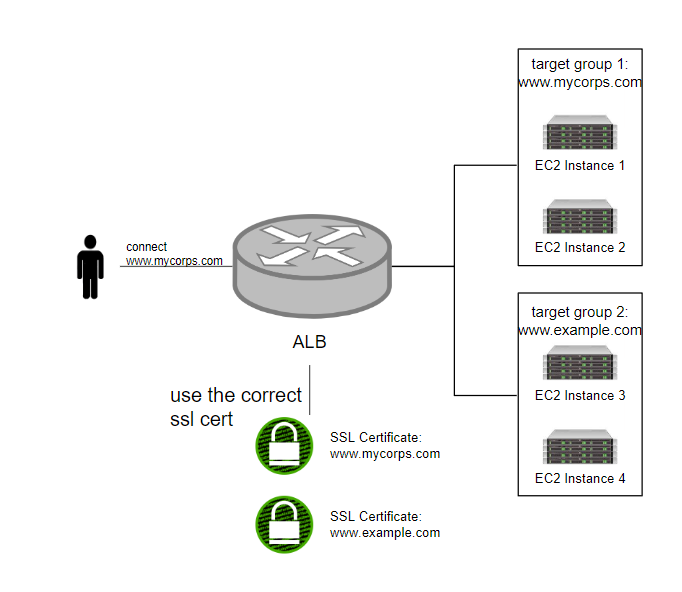 target group 1:
www.mycorps.com
EC2 Instance 1
EC2 Instance 2
connect
www.mycorps.com
ALB
target group 2:
www.example.com
EC2 Instance 3
EC2 Instance 4
use the correct
ssl cert
SSL Certificate:
www.mycorps.com
SSL Certificate:
www.example.com